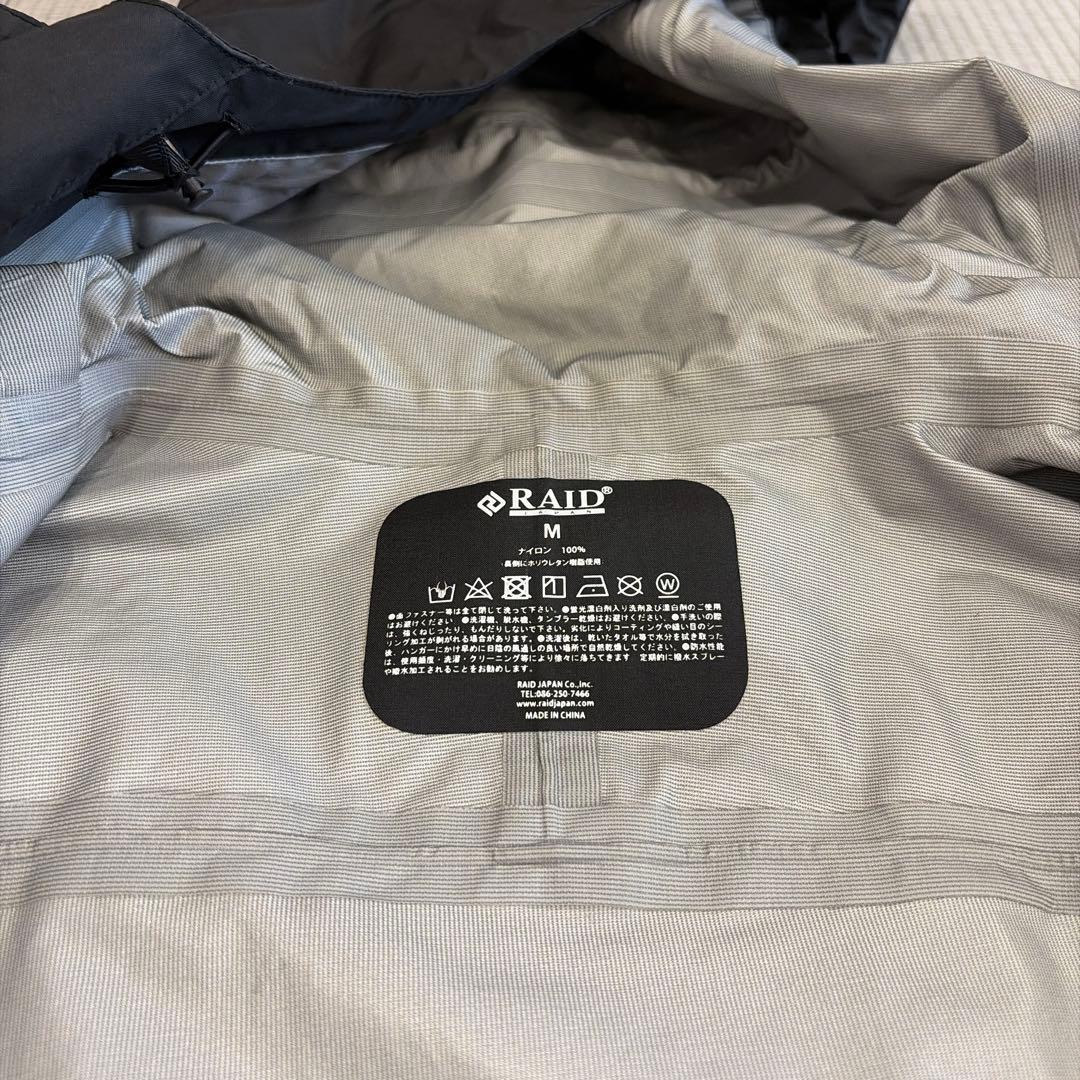 RAID®
JAPAN
M
ナイロン 100%
裏側にポリウレタン樹脂使用
W
●歯ファスナー等は全て閉じて洗って下さい。●蛍光漂白剤入り洗剤及び漂白剤のご使用
はお避けください ●洗濯機、脱水機、タンブラー乾燥はお避けください。●手洗いの際
は、強くねじったり、もんだりしないで下さい。劣化によりコーティングや縫い目のシー
リング加工が剥がれる場合があります。●洗濯後は、乾いたタオル等で水分を拭き取った
後、ハンガーにかけ早めに日陰の風通しの良い場所で自然乾燥してください。●防水性能
は、使用頻度・洗濯・クリーニング等により徐々に落ちてきます 定期的に撥水スプレー
や撥水加工されることをお勧めします。
RAID JAPAN Co.,Inc.
TEL:086-250-7466
www.raidjapan.com
MADE IN CHINA